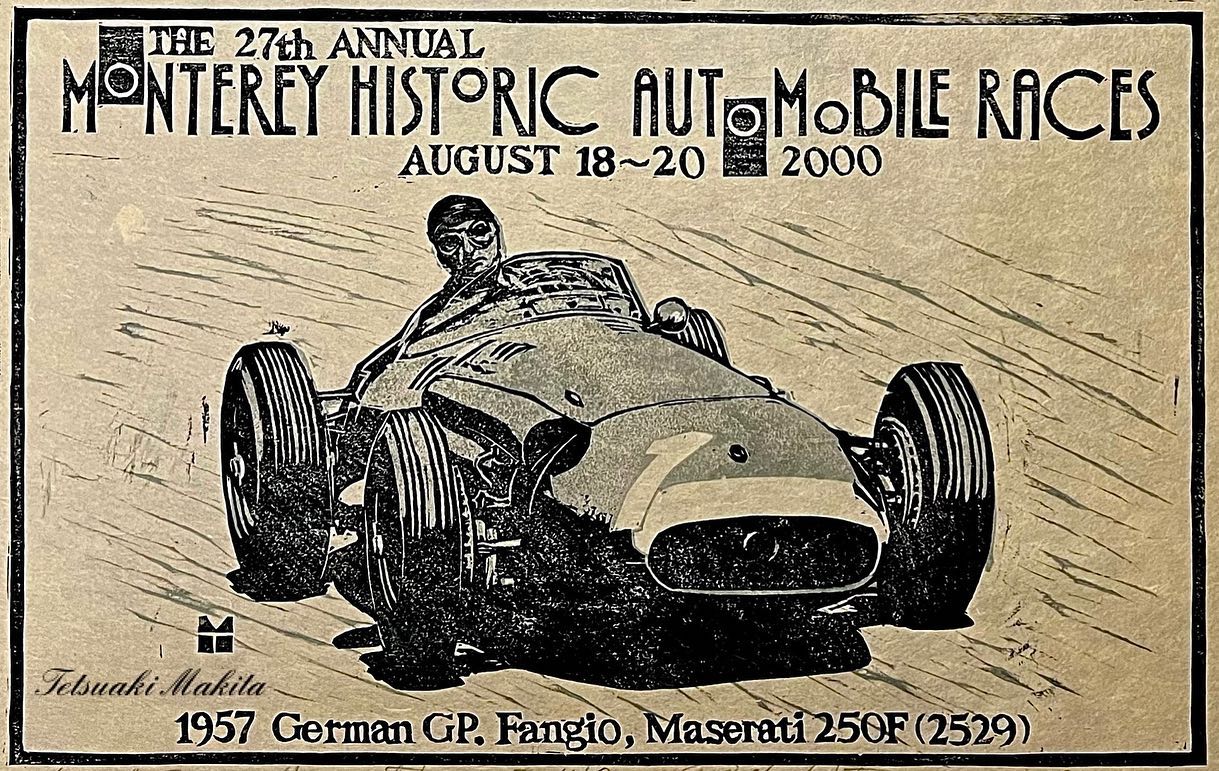 THE 27th ANNUAL
MONTEREY HISTORIC AUTOMOBILE RACES
AUGUST 18~20 2000
1
Tetsuaki Makita
1957 German GP. Fangio, Maserati 250F (2529)